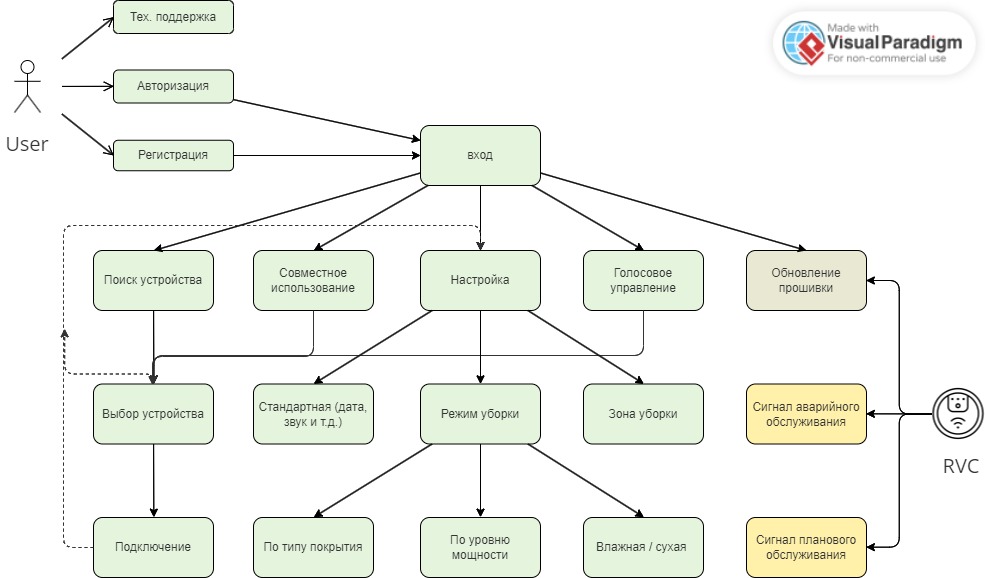 Тех. поддержка
Made with
VisualParadigm
For non-commercial use
Авторизация
User
Регистрация
вход
Поиск устройства
Совместное
использование
Настройка
Голосовое
управление
Обновление
прошивки
Выбор устройства
Стандартная (дата,
звук и т.д.)
Режим уборки
Зона уборки
Сигнал аварийного
обслуживания
RVC
Подключение
По типу покрытия
По уровню
мощности
Влажная / сухая
Сигнал планового
обслуживания